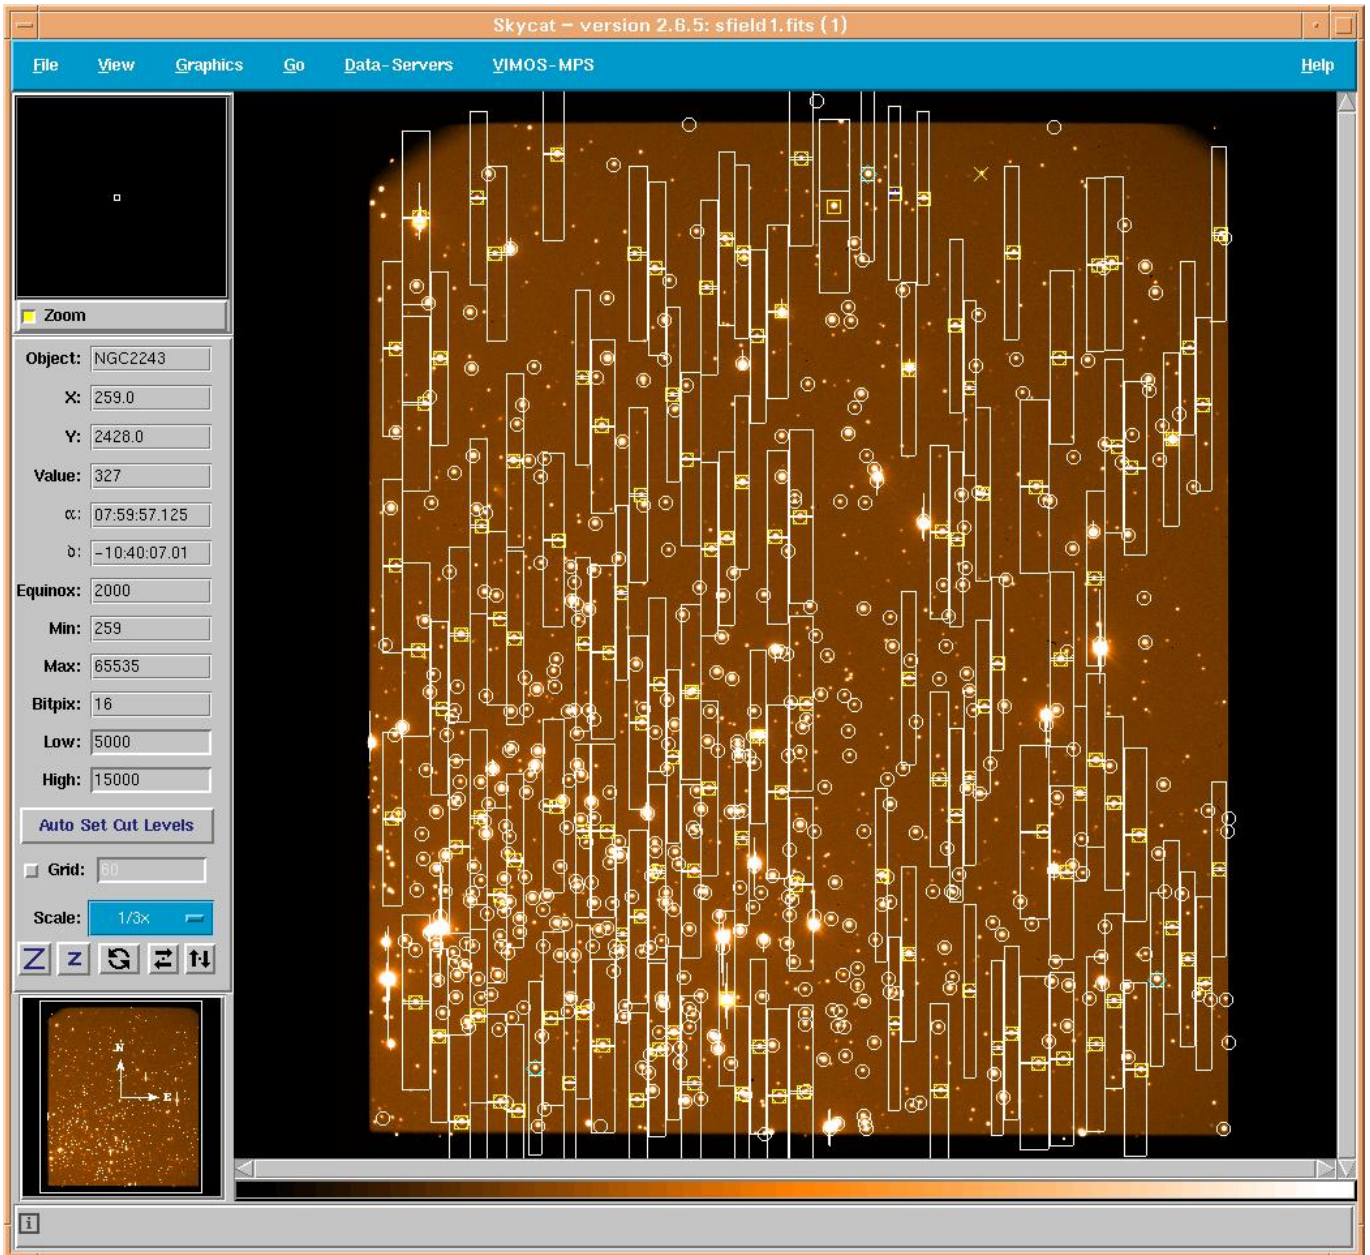 Skycat – version 2.6.5: sfield1.fits (1)
File View Graphics Go Data-Servers VIMOS-MPS Help
Zoom
Object: NGC2243
X: 259.0
Y: 2428.0
Value: 327
α: 07:59:57.125
δ: -10:40:07.01
Equinox: 2000
Min: 259
Max: 65535
Bitpix: 16
Low: 5000
High: 15000
Auto Set Cut Levels
Grid: 60
Scale: 1/3x
Z z
N
E
i